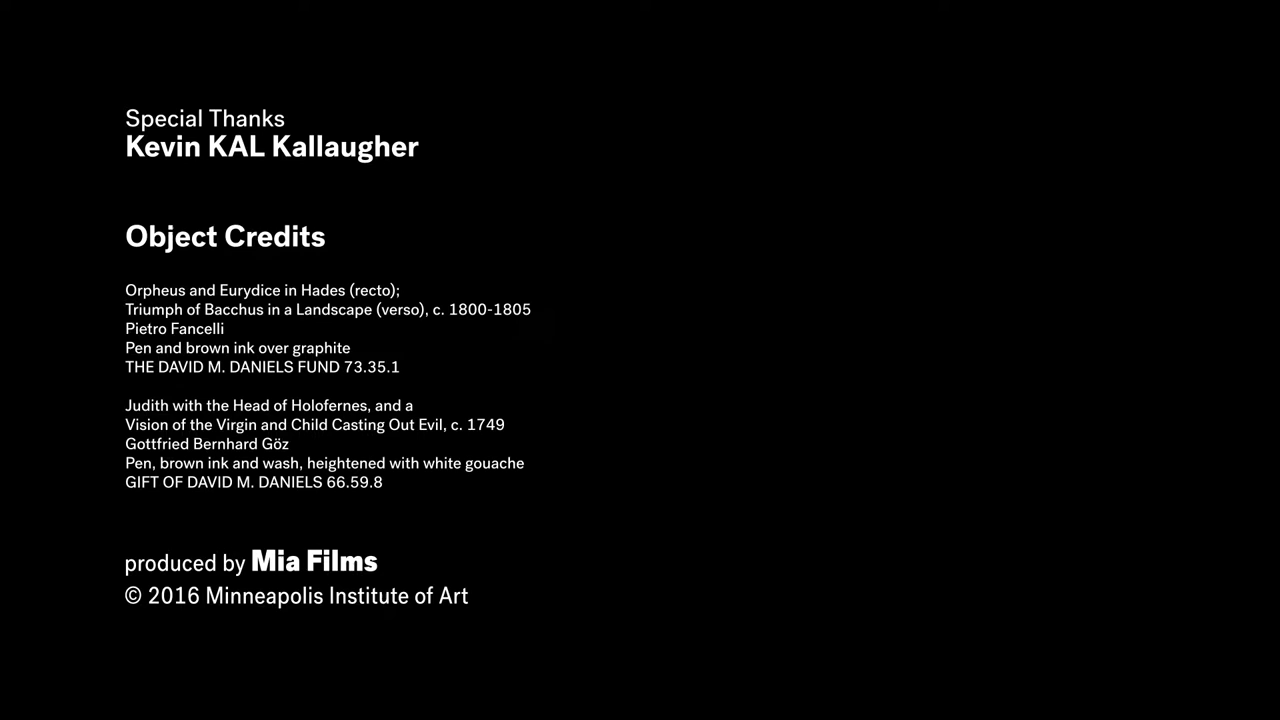 Special Thanks
Kevin KAL Kallaugher
Object Credits
Orpheus and Eurydice in Hades (recto);
Triumph of Bacchus in a Landscape (verso), c. 1800-1805
Pietro Fancelli
Pen and brown ink over graphite
THE DAVID M. DANIELS FUND 73.35.1
Judith with the Head of Holofernes, and a
Vision of the Virgin and Child Casting Out Evil, c. 1749
Gottfried Bernhard Göz
Pen, brown ink and wash, heightened with white gouache
GIFT OF DAVID M. DANIELS 66.59.8
produced by Mia Films
© 2016 Minneapolis Institute of Art